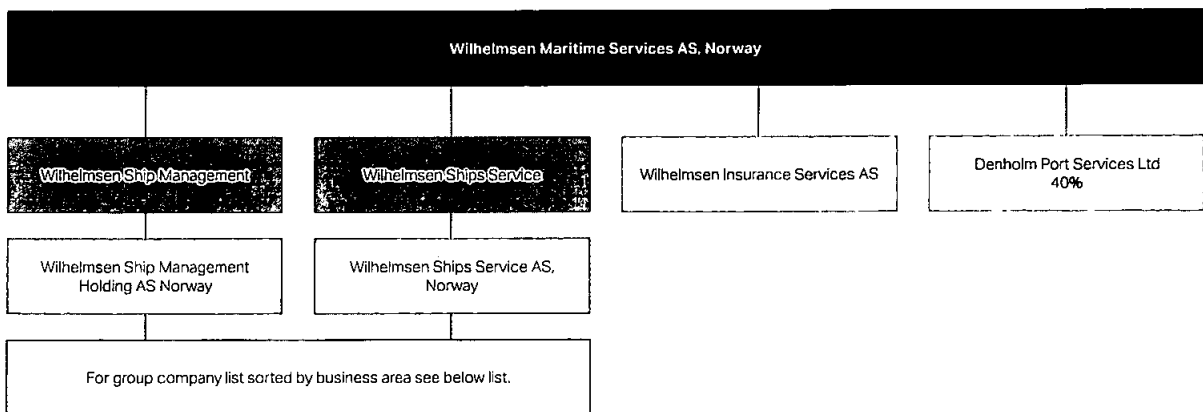 Wilhelmsen Maritime Services AS, Norway
Wilhelmsen Ship Management
Wilhelmsen Ships Service
Wilhelmsen Insurance Services AS
Denholm Port Services Ltd
40%
Wilhelmsen Ship Management
Holding AS Norway
Wilhelmsen Ships Service AS,
Norway
For group company list sorted by business area see below list.